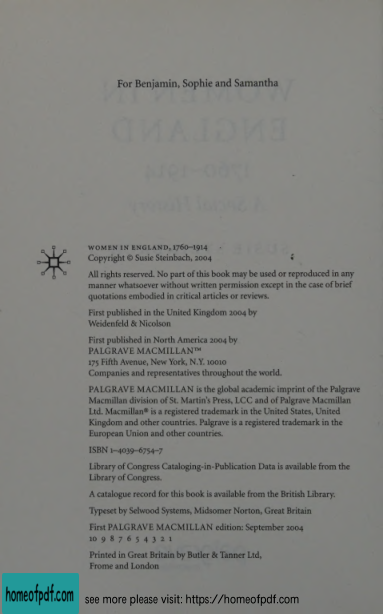 For Benjamin, Sophie and Samantha
WOMEN IN
ENGLAND
1760–1914
A Social History
WOMEN IN ENGLAND, 1760–1914
Copyright © Susie Steinbach, 2004
All rights reserved. No part of this book may be used or reproduced in any
manner whatsoever without written permission except in the case of brief
quotations embodied in critical articles or reviews.
First published in the United Kingdom 2004 by
Weidenfeld & Nicolson
First published in North America 2004 by
PALGRAVE MACMILLAN™
175 Fifth Avenue, New York, N.Y. 10010
Companies and representatives throughout the world.
PALGRAVE MACMILLAN is the global academic imprint of the Palgrave
Macmillan division of St. Martin's Press, LCC and of Palgrave Macmillan
Ltd. Macmillan® is a registered trademark in the United States, United
Kingdom and other countries. Palgrave is a registered trademark in the
European Union and other countries.
ISBN 1–4039–6754–7
Library of Congress Cataloging-in-Publication Data is available from the
Library of Congress.
A catalogue record for this book is available from the British Library.
Typeset by Selwood Systems, Midsomer Norton, Great Britain
First PALGRAVE MACMILLAN edition: September 2004
10 9 8 7 6 5 4 3 2 1
Printed in Great Britain by Butler & Tanner Ltd,
Frome and London
homeofpdf.com
see more please visit: https://homeofpdf.com